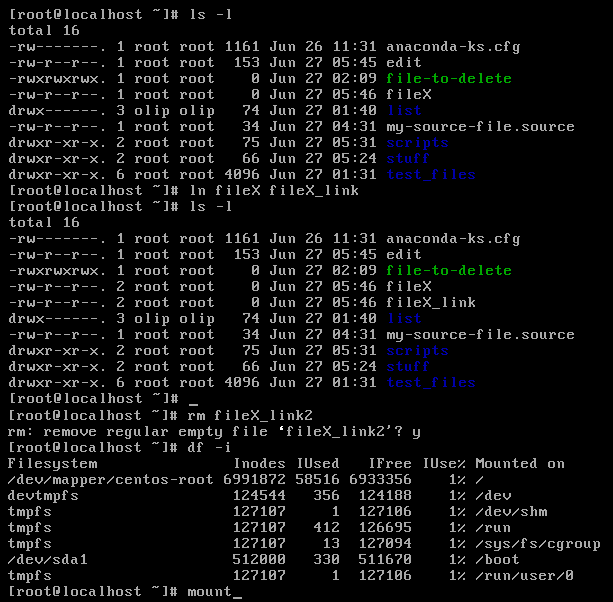 [root@localhost ~]# ls -l
total 16
-rw-------. 1 root root 1161 Jun 26 11:31 anaconda-ks.cfg
-rw-r--r--. 1 root root  153 Jun 27 05:45 edit
-rwxrwxrwx. 1 root root    0 Jun 27 02:09 file-to-delete
-rw-r--r--. 1 root root    0 Jun 27 05:46 fileX
drwx------. 3 olip olip   74 Jun 27 01:40 list
-rw-r--r--. 1 root root   34 Jun 27 04:31 my-source-file.source
drwxr-xr-x. 2 root root   75 Jun 27 05:31 scripts
drwxr-xr-x. 2 root root   66 Jun 27 05:24 stuff
drwxr-xr-x. 6 root root 4096 Jun 27 01:31 test_files
[root@localhost ~]# ln fileX fileX_link
[root@localhost ~]# ls -l
total 16
-rw-------. 1 root root 1161 Jun 26 11:31 anaconda-ks.cfg
-rw-r--r--. 1 root root  153 Jun 27 05:45 edit
-rwxrwxrwx. 1 root root    0 Jun 27 02:09 file-to-delete
-rw-r--r--. 2 root root    0 Jun 27 05:46 fileX
-rw-r--r--. 2 root root    0 Jun 27 05:46 fileX_link
drwx------. 3 olip olip   74 Jun 27 01:40 list
-rw-r--r--. 1 root root   34 Jun 27 04:31 my-source-file.source
drwxr-xr-x. 2 root root   75 Jun 27 05:31 scripts
drwxr-xr-x. 2 root root   66 Jun 27 05:24 stuff
drwxr-xr-x. 6 root root 4096 Jun 27 01:31 test_files
[root@localhost ~]# _
[root@localhost ~]# rm fileX_link2
rm: remove regular empty file ‘fileX_link2’? y
[root@localhost ~]# df -i
Filesystem               Inodes IUsed   IFree IUse% Mounted on
/dev/mapper/centos-root 6991872 58516 6933356    1% /
devtmpfs                 124544   356  124188    1% /dev
tmpfs                    127107     1  127106    1% /dev/shm
tmpfs                    127107   412  126695    1% /run
tmpfs                    127107    13  127094    1% /sys/fs/cgroup
/dev/sda1                512000   330  511670    1% /boot
tmpfs                    127107     1  127106    1% /run/user/0
[root@localhost ~]# mount_